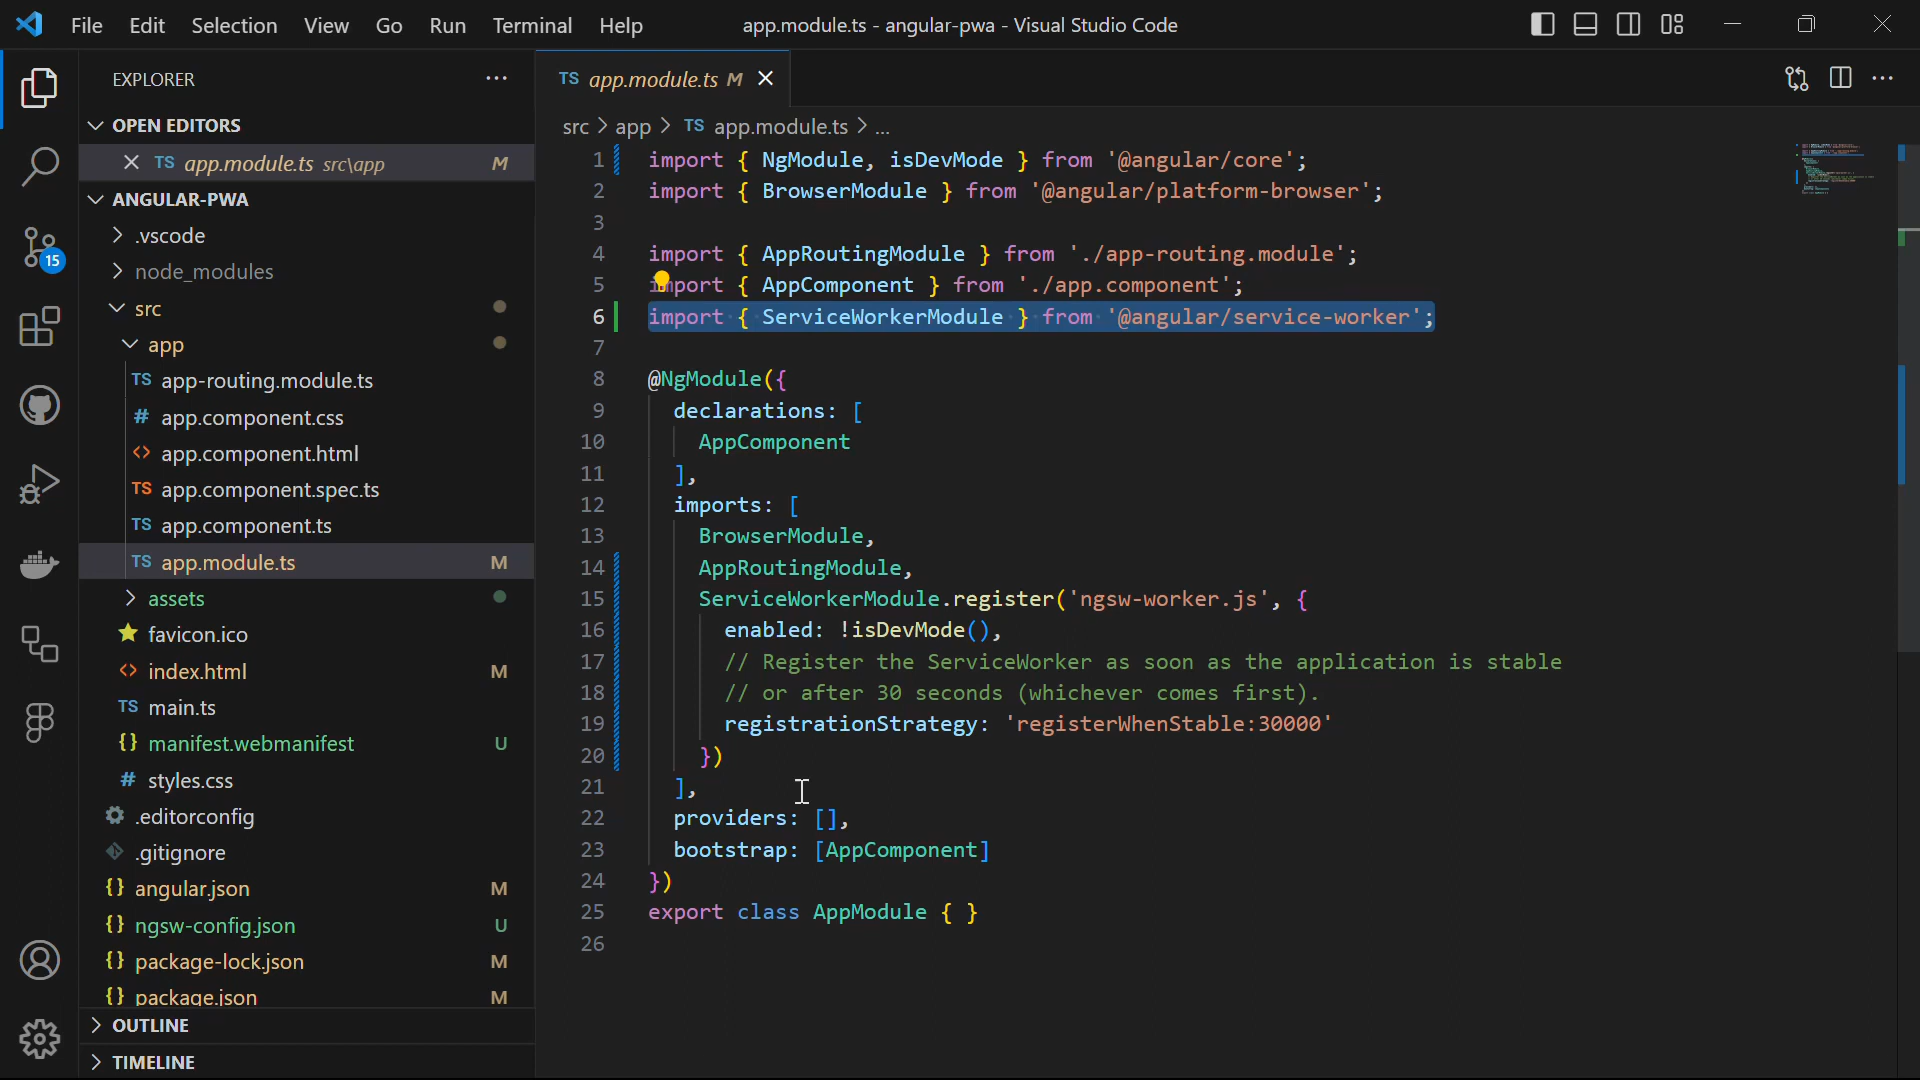 File Edit Selection View Go Run Terminal Help app.module.ts - angular-pwa - Visual Studio Code
EXPLORER
OPEN EDITORS
TS app.module.ts src\app M
ANGULAR-PWA
.vscode
node_modules
src
app
TS app-routing.module.ts
# app.component.css
<> app.component.html
TS app.component.spec.ts
TS app.component.ts
TS app.module.ts M
assets
favicon.ico
<> index.html M
TS main.ts
{} manifest.webmanifest U
# styles.css
.editorconfig
.gitignore
{} angular.json M
{} ngsw-config.json U
{} package-lock.json M
{} package.json M
OUTLINE
TIMELINE
15
TS app.module.ts M
src > app > TS app.module.ts > ...
1 import { NgModule, isDevMode } from '@angular/core';
2 import { BrowserModule } from '@angular/platform-browser';
3
4 import { AppRoutingModule } from './app-routing.module';
5 import { AppComponent } from './app.component';
6 import { ServiceWorkerModule } from '@angular/service-worker';
7
8 @NgModule({
9 declarations: [
10 AppComponent
11 ],
12 imports: [
13 BrowserModule,
14 AppRoutingModule,
15 ServiceWorkerModule.register('ngsw-worker.js', {
16 enabled: !isDevMode(),
17 // Register the ServiceWorker as soon as the application is stable
18 // or after 30 seconds (whichever comes first).
19 registrationStrategy: 'registerWhenStable:30000'
20 })
21 ],
22 providers: [],
23 bootstrap: [AppComponent]
24 })
25 export class AppModule { }
26